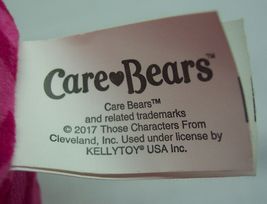 Care♥Bears™
Care Bears™
and related trademarks
© 2017 Those Characters From
Cleveland, Inc. Used under license by
KELLYTOY® USA Inc.